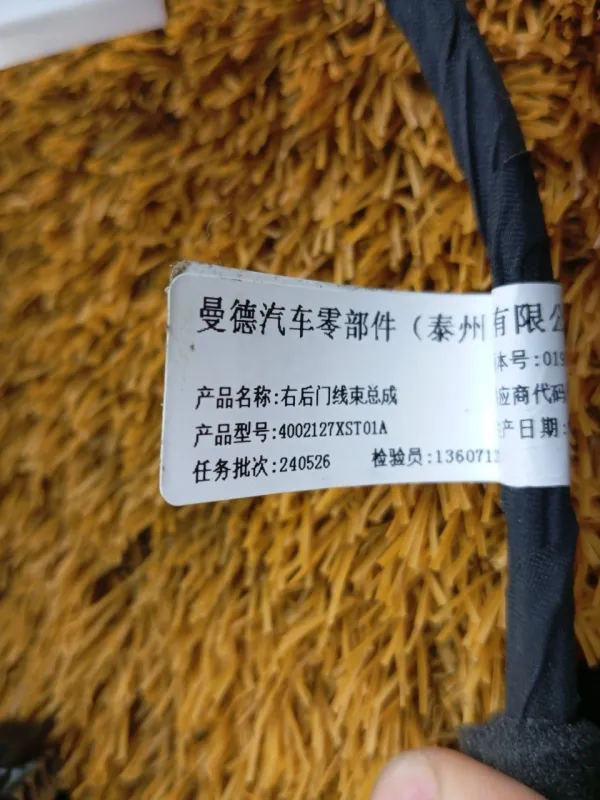 曼德汽车零部件（泰州有限公
本号:019
应商代码
产品名称:右后门线束总成
产日期:
产品型号:4002127XST01A
任务批次:240526 检验员:1360712